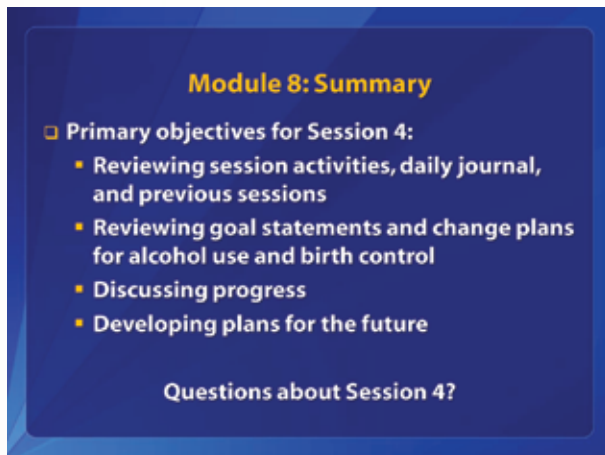 Module 8: Summary
❑ Primary objectives for Session 4:
▪ Reviewing session activities, daily journal,
and previous sessions
▪ Reviewing goal statements and change plans
for alcohol use and birth control
▪ Discussing progress
▪ Developing plans for the future
Questions about Session 4?